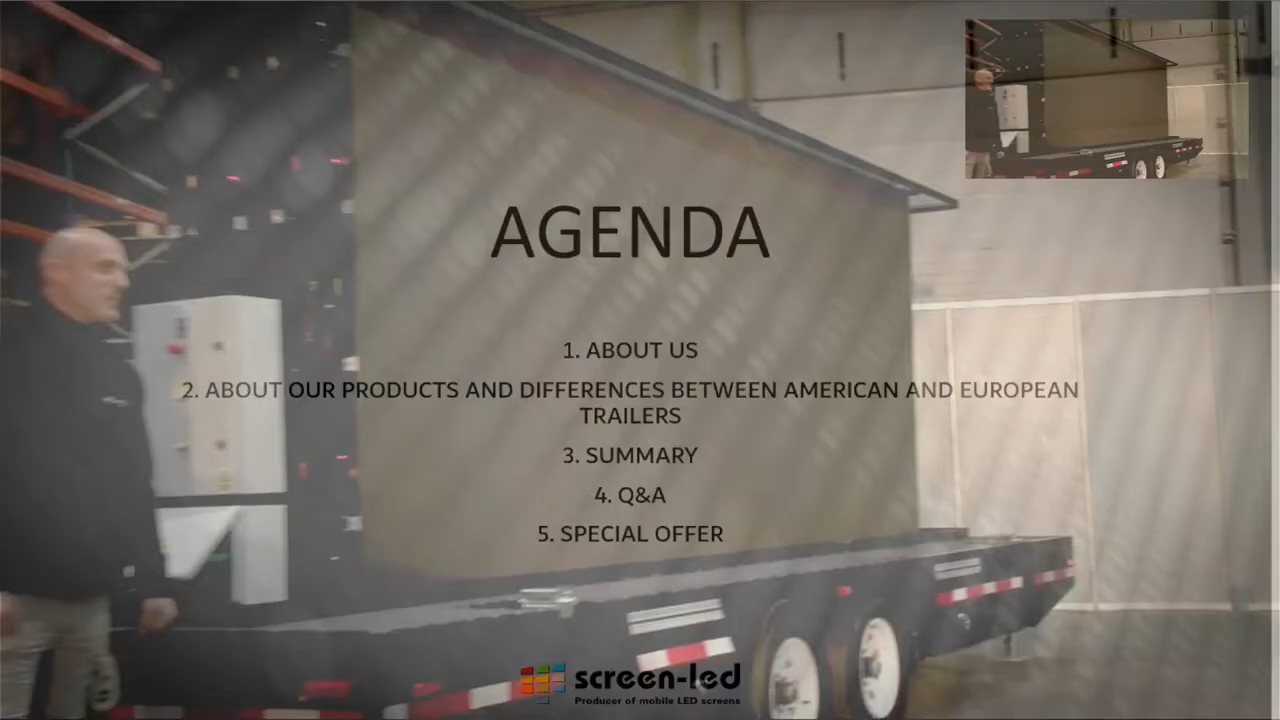 AGENDA
1. ABOUT US
2. ABOUT OUR PRODUCTS AND DIFFERENCES BETWEEN AMERICAN AND EUROPEAN
TRAILERS
3. SUMMARY
4. Q&A
5. SPECIAL OFFER
screen-led
Producer of mobile LED screens